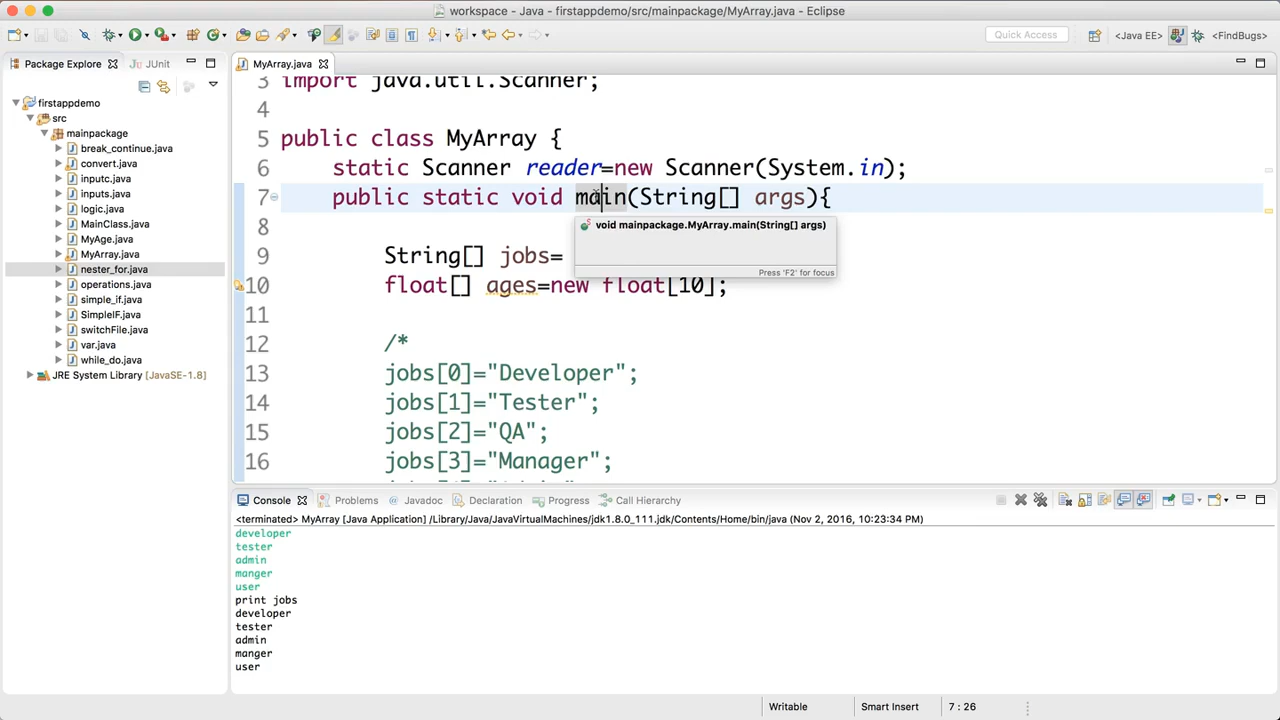 workspace - Java - firstappdemo/src/mainpackage/MyArray.java - Eclipse
Quick Access
<Java EE>
<FindBugs>
Package Explorer
JUnit
MyArray.java
firstappdemo
src
mainpackage
break_continue.java
convert.java
inputc.java
inputs.java
logic.java
MainClass.java
MyAge.java
MyArray.java
nester_for.java
operations.java
simple_if.java
SimpleIF.java
switchFile.java
var.java
while_do.java
JRE System Library [JavaSE-1.8]
3 import java.util.Scanner;
4
5 public class MyArray {
6 static Scanner reader=new Scanner(System.in);
7 public static void main(String[] args){
8
void mainpackage.MyArray.main(String[] args)
Press 'F2' for focus
9 String[] jobs=
10 float[] ages=new float[10];
11
12 /*
13 jobs[0]="Developer";
14 jobs[1]="Tester";
15 jobs[2]="QA";
16 jobs[3]="Manager";
Console
Problems
@ Javadoc
Declaration
Progress
Call Hierarchy
<terminated> MyArray [Java Application] /Library/Java/JavaVirtualMachines/jdk1.8.0_111.jdk/Contents/Home/bin/java (Nov 2, 2016, 10:23:34 PM)
developer
tester
admin
manger
user
print jobs
developer
tester
admin
manger
user
Writable
Smart Insert
7 : 26